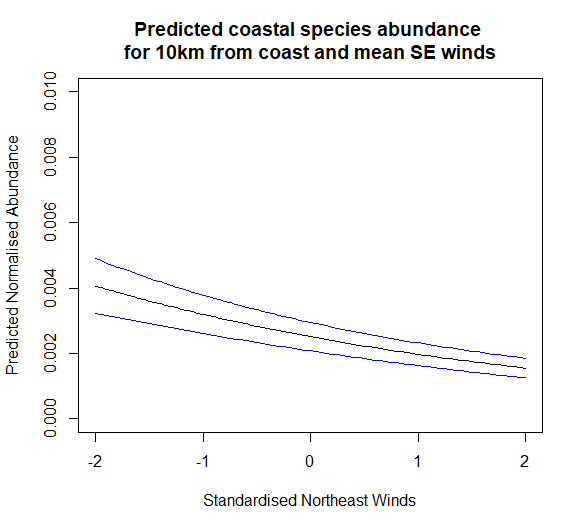 Predicted coastal species abundance
for 10km from coast and mean SE winds
Predicted Normalised Abundance
0.010
0.008
0.006
0.004
0.002
0.000
-2
-1
0
1
2
Standardised Northeast Winds